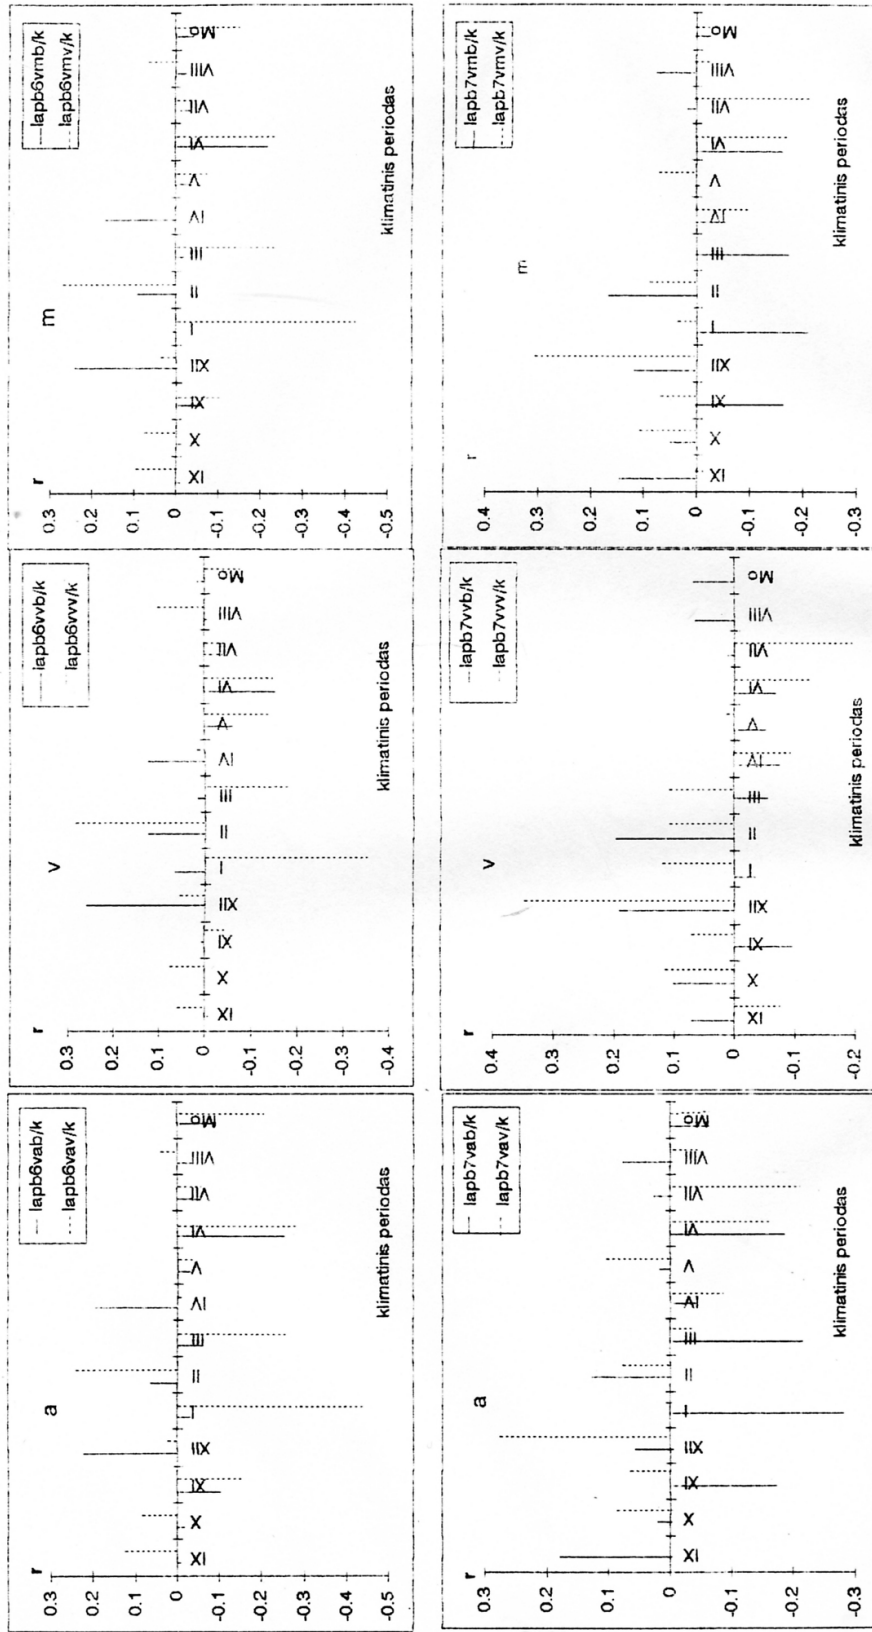 r
a
lapb6vab/k
lapb6vav/k
0.3
0.2
0.1
0
-0.1
-0.2
-0.3
-0.4
-0.5
IX X XI XII I II III IV V VI VII VIII Mo
klimatinis periodas
r
v
lapb6vvb/k
lapb6vvv/k
0.3
0.2
0.1
0
-0.1
-0.2
-0.3
-0.4
IX X XI XII I II III IV V VI VII VIII Mo
klimatinis periodas
r
m
lapb6vmb/k
lapb6vmv/k
0.3
0.2
0.1
0
-0.1
-0.2
-0.3
-0.4
-0.5
IX X XI XII I II III IV V VI VII VIII Mo
klimatinis periodas
r
a
lapb7vab/k
lapb7vav/k
0.3
0.2
0.1
0
-0.1
-0.2
-0.3
IX X XI XII I II III IV V VI VII VIII Mo
klimatinis periodas
r
v
lapb7vvb/k
lapb7vvv/k
0.4
0.3
0.2
0.1
0
-0.1
-0.2
IX X XI XII I II III IV V VI VII VIII Mo
klimatinis periodas
r
r
m
lapb7vmb/k
lapb7vmv/k
0.4
0.3
0.2
0.1
0
-0.1
-0.2
-0.3
IX X XI XII I II III IV V VI VII VIII Mo
klimatinis periodas